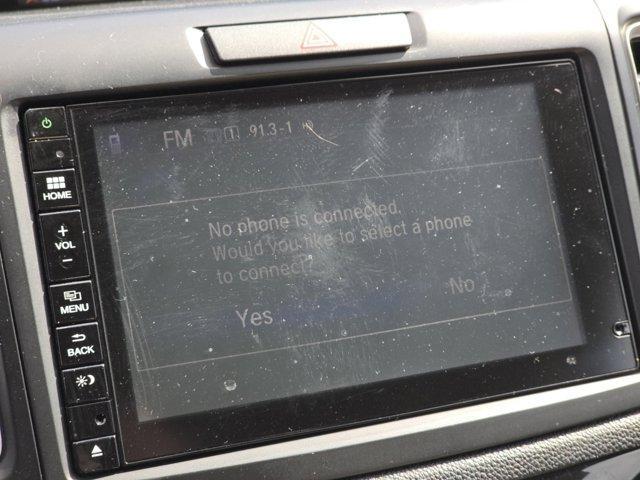 FM 1 91.3-1
No phone is connected.
Would you like to select a phone
to connect?
Yes No
HOME
+
VOL
−
MENU
BACK